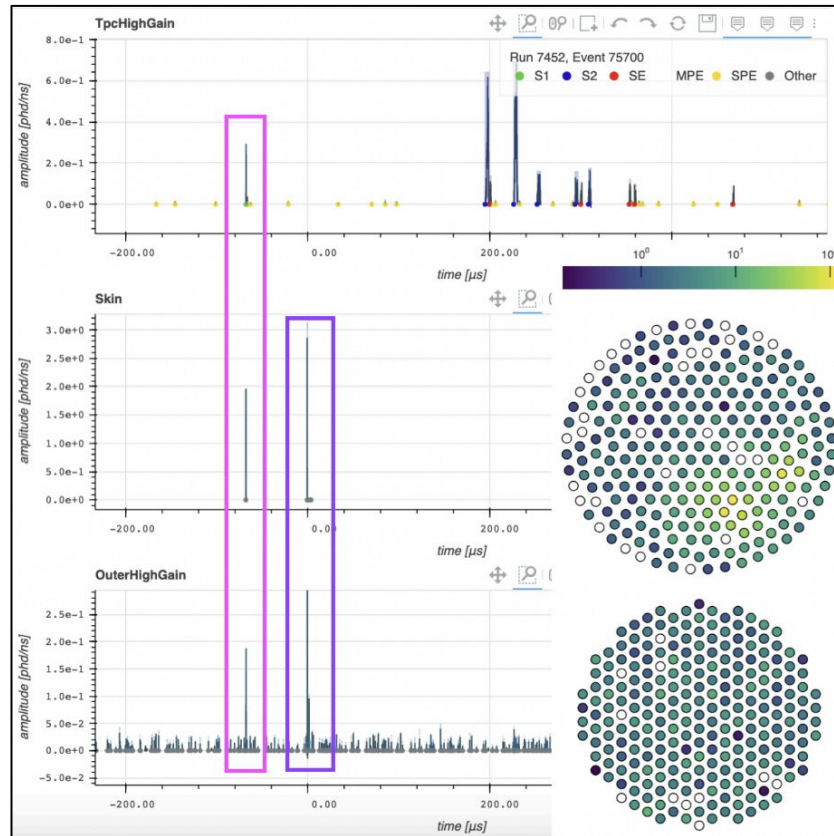 TpcHighGain
8.0e-1
6.0e-1
4.0e-1
2.0e-1
0.0e+0
amplitude [phd/ns]
Run 7452, Event 75700
S1 S2 SE MPE SPE Other
-200.00 0.00 200.00
time [µs]
10⁰ 10¹
Skin
3.0e+0
2.5e+0
2.0e+0
1.5e+0
1.0e+0
5.0e-1
0.0e+0
amplitude [phd/ns]
-200.00 0.00 200.00
time [µs]
OuterHighGain
2.5e-1
2.0e-1
1.5e-1
1.0e-1
5.0e-2
0.0e+0
-5.0e-2
amplitude [phd/ns]
-200.00 0.00 200.00
time [µs]